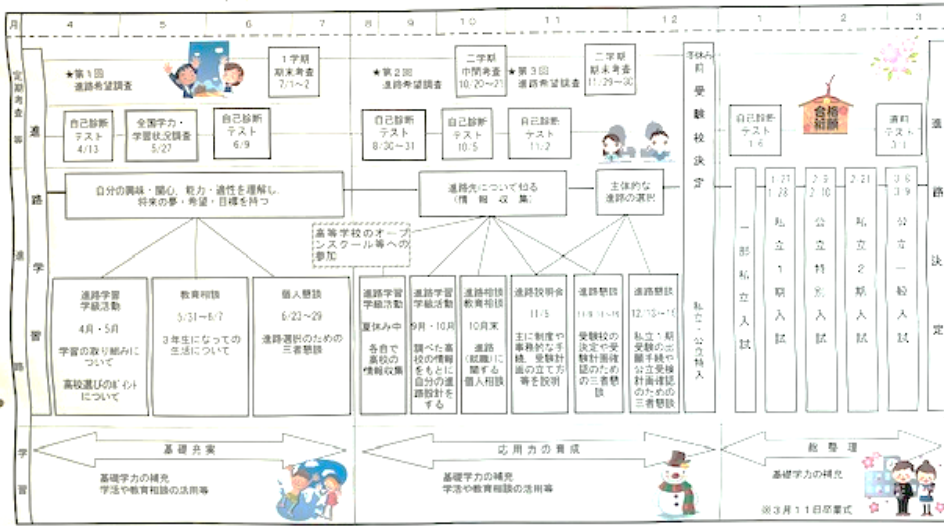 月 4 5 6 7 8 9 10 11 12 1 2 3
定期考査等
進路学習
進路
学習
★第1回
進路希望調査
1学期
期末考査
7/1～2
★第2回
進路希望調査
二学期
中間考査
10/20～21
★第3回
進路希望調査
二学期
期末考査
11/29～30
自己診断
テスト
4/13
全国学力・
学習状況調査
5/27
自己診断
テスト
6/9
自己診断
テスト
8/30～31
自己診断
テスト
10/5
自己診断
テスト
11/2
冬休み前受験校決定
私立・公立特入
自己診断
テスト
1/6
合格
祈願
直前
テスト
3/1
進路決定
自分の興味・関心、能力・適性を理解し、
将来の夢・希望・目標を持つ
進路先について知る
(情報収集)
主体的な
進路の選択
高等学校のオープ
ンスクール等への
参加
進路学習
学級活動
4月・5月
学習の取り組みに
ついて
高校選びのポイント
について
教育相談
5/31～6/7
3年生になっての
生活について
個人懇談
6/23～29
進路選択のための
三者懇談
進路学習
学級活動
夏休み中
各自で
高校の
情報収集
進路学習
学級活動
9月・10月
調べた高
校の情報
をもとに
自分の進
路設計を
する
進路相談
教育相談
10月末
進路
(就職)に
関する
個人相談
進路説明会
11/5
主に制度や
事務的な手
続、受験計
画の立て方
等を説明
進路懇談
受験校の
決定や受
験計画確
認のため
の三者懇
談
進路懇談
私立1期
受験の出
願手続や
公立受検
計画確認
のための
三者懇談
一部私立入試
1/27
1/28
私立1期入試
2/9
2/10
公立特別入試
2/21
私立2期入試
3/8
3/9
公立一般入試
基礎充実
基礎学力の補充
学活や教育相談の活用等
応用力の育成
基礎学力の補充
学活や教育相談の活用等
総整理
基礎学力の補充
※3月11日卒業式